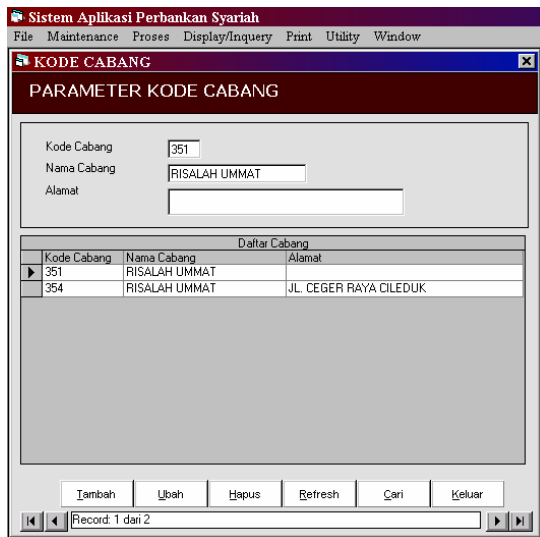 Sistem Aplikasi Perbankan Syariah
File Maintenance Proses Display/Inquery Print Utility Window
KODE CABANG
PARAMETER KODE CABANG
Kode Cabang 351
Nama Cabang RISALAH UMMAT
Alamat
Daftar Cabang
Kode Cabang Nama Cabang Alamat
351 RISALAH UMMAT
354 RISALAH UMMAT JL. CEGER RAYA CILEDUK
Tambah Ubah Hapus Refresh Cari Keluar
Record: 1 dari 2